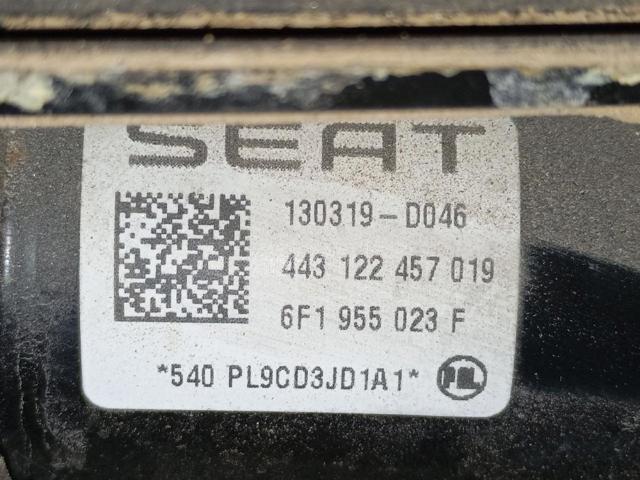 SEAT
130319-D046
443 122 457 019
6F1 955 023 F
*540 PL9CD3JD1A1*